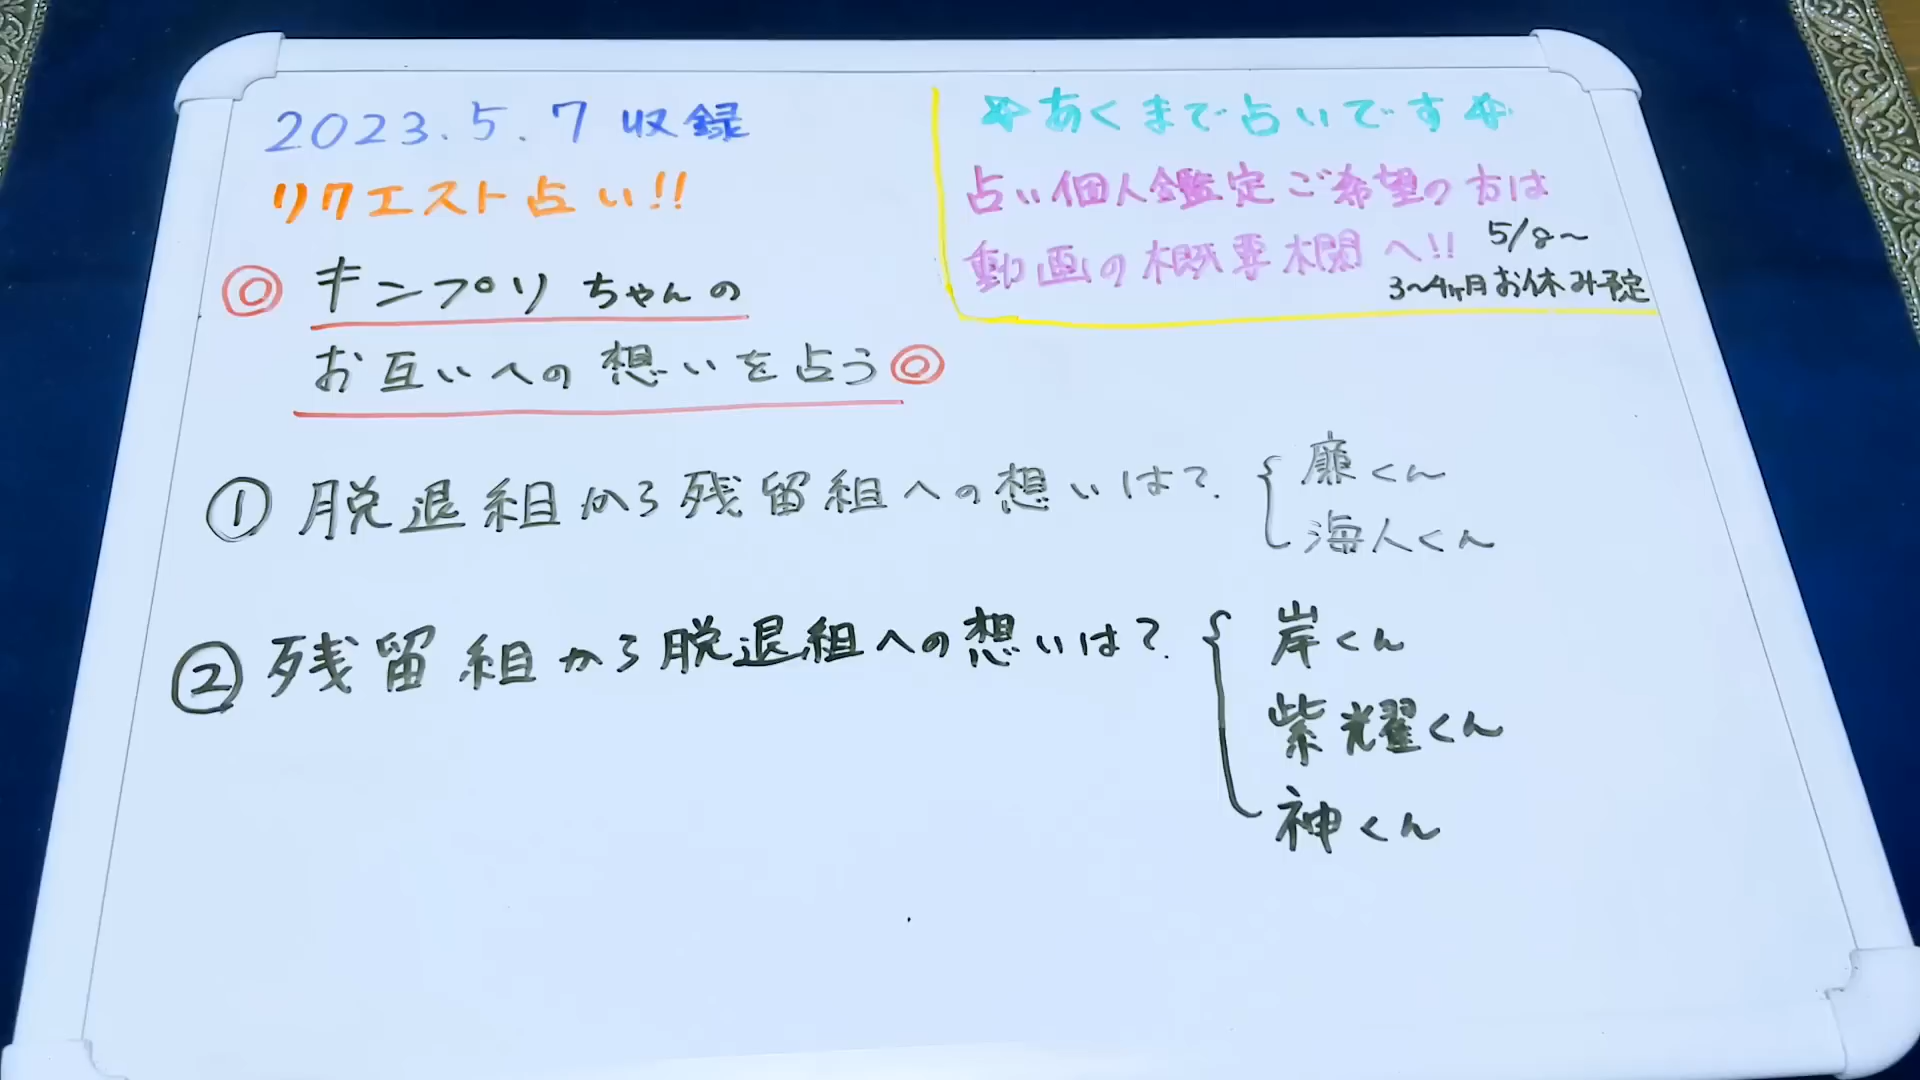 2023.5.7 収録
リクエスト占い!!
◎ キンプリちゃんの
お互いへの想いを占う◎
☆あくまで占いです☆
占い個人鑑定ご希望の方は
動画の概要欄へ!! 5/8～
3～4ヶ月お休み予定
① 脱退組から残留組への想いは? 廉くん
海人くん
② 残留組から脱退組への想いは? 岸くん
紫耀くん
神くん